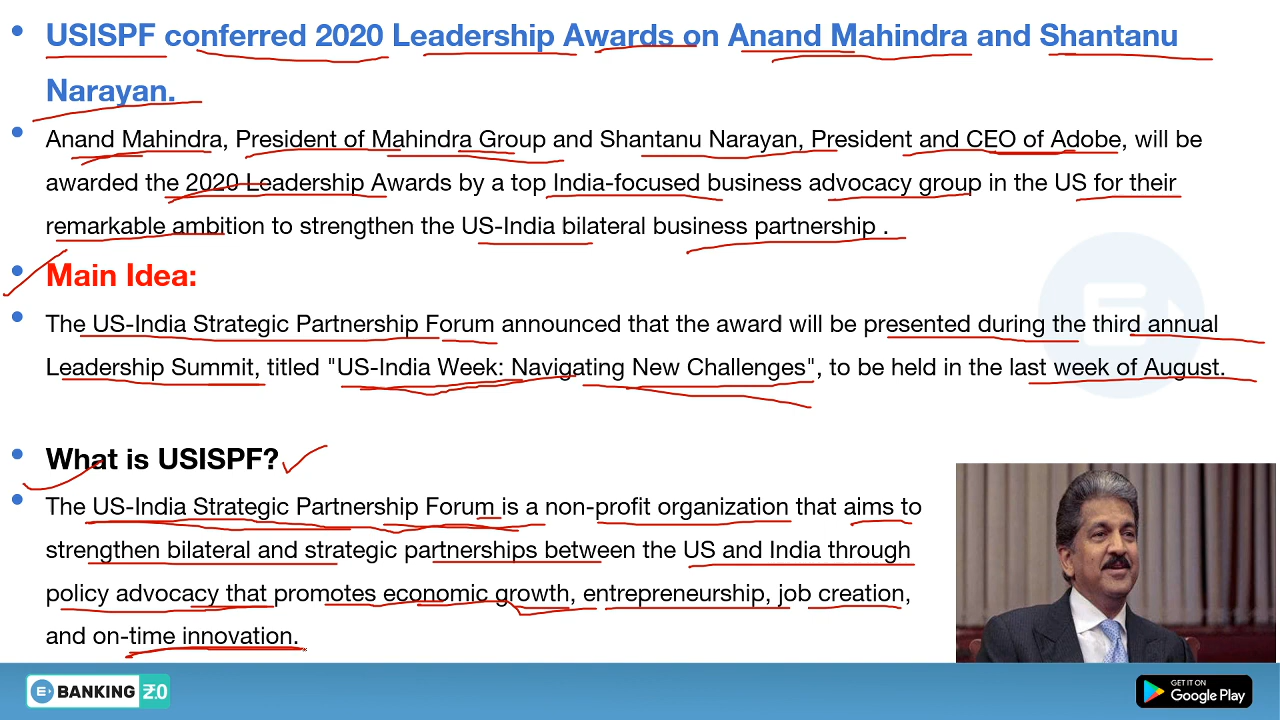 USISPF conferred 2020 Leadership Awards on Anand Mahindra and Shantanu
Narayan.
Anand Mahindra, President of Mahindra Group and Shantanu Narayan, President and CEO of Adobe, will be
awarded the 2020 Leadership Awards by a top India-focused business advocacy group in the US for their
remarkable ambition to strengthen the US-India bilateral business partnership .
Main Idea:
The US-India Strategic Partnership Forum announced that the award will be presented during the third annual
Leadership Summit, titled "US-India Week: Navigating New Challenges", to be held in the last week of August.
What is USISPF?
The US-India Strategic Partnership Forum is a non-profit organization that aims to
strengthen bilateral and strategic partnerships between the US and India through
policy advocacy that promotes economic growth, entrepreneurship, job creation,
and on-time innovation.
E BANKING ₹2.0
GET IT ON
Google Play